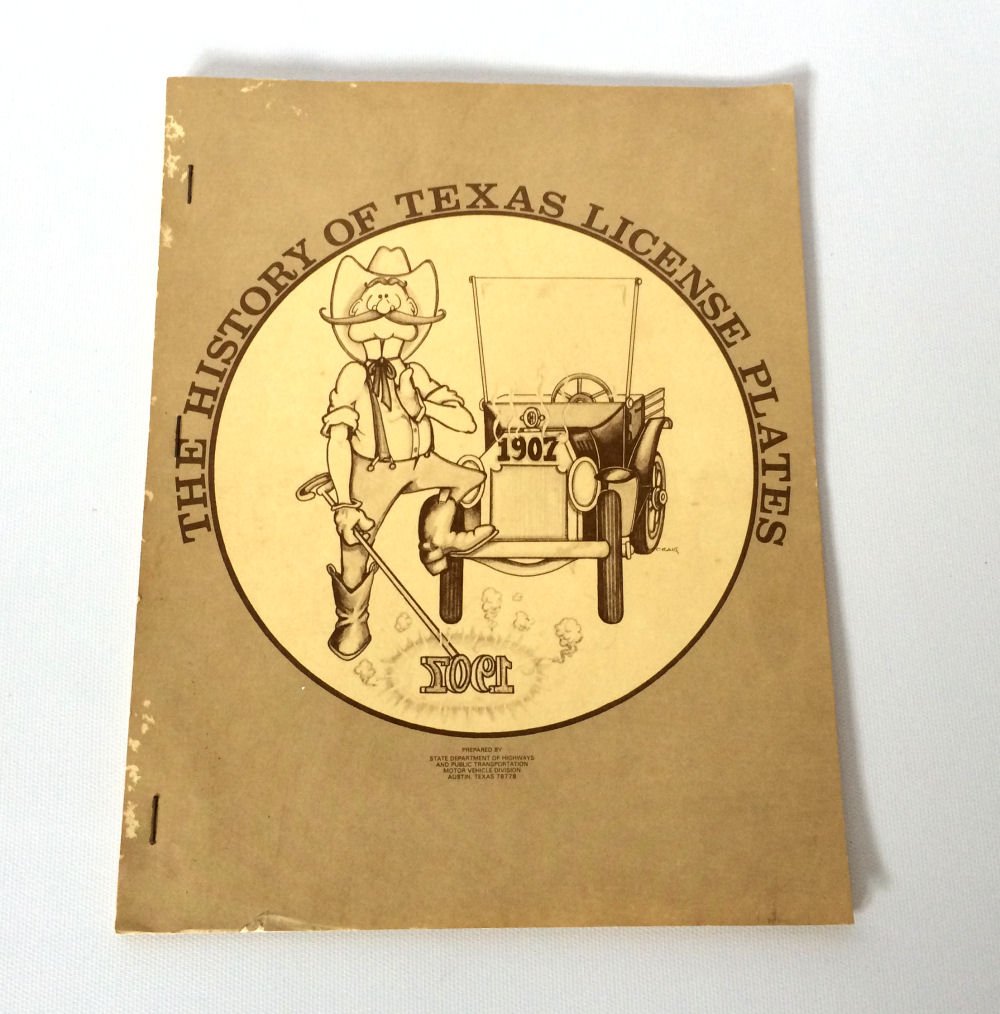 THE HISTORY OF TEXAS LICENSE PLATES
1907
CRAIG
1907
PREPARED BY
STATE DEPARTMENT OF HIGHWAYS
AND PUBLIC TRANSPORTATION
MOTOR VEHICLE DIVISION
AUSTIN, TEXAS 78779